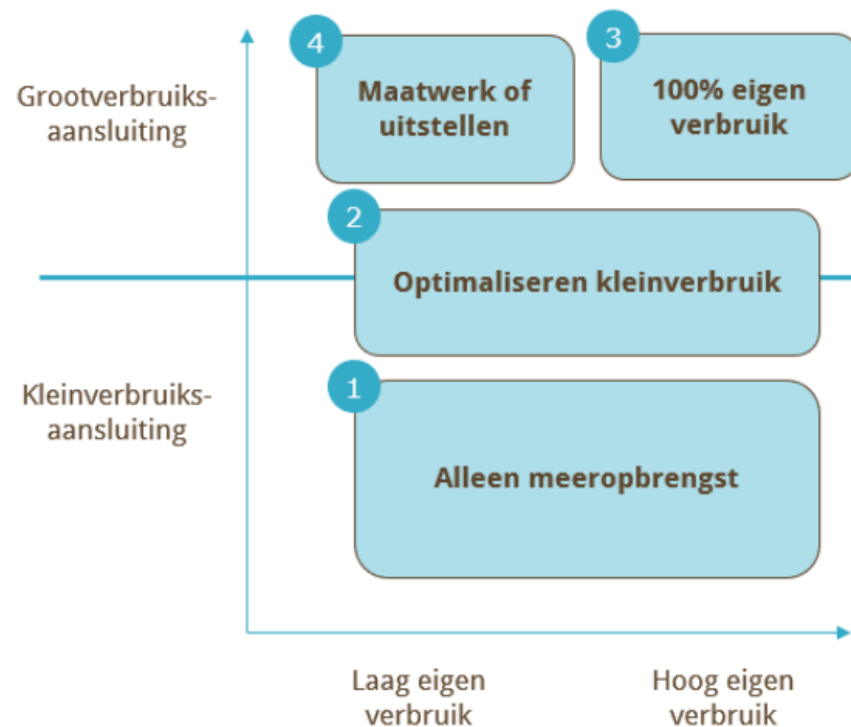 4
3
Grootverbruiks-
aansluiting
Maatwerk of
uitstellen
100% eigen
verbruik
2
Optimaliseren kleinverbruik
1
Kleinverbruiks-
aansluiting
Alleen meeropbrengst
Laag eigen
verbruik
Hoog eigen
verbruik